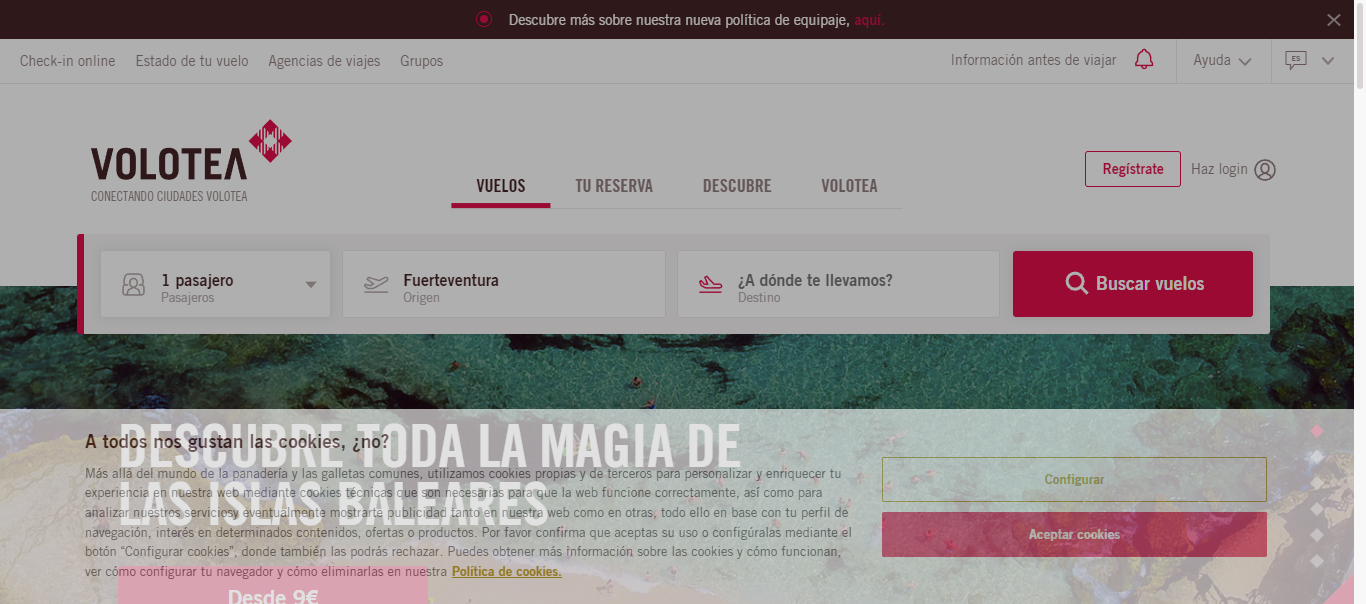 Descubre más sobre nuestra nueva política de equipaje, aquí.
Check-in online Estado de tu vuelo Agencias de viajes Grupos Información antes de viajar Ayuda ES
VOLOTEA
CONECTANDO CIUDADES VOLOTEA
VUELOS TU RESERVA DESCUBRE VOLOTEA
Regístrate Haz login
1 pasajero
Pasajeros
Fuerteventura
Origen
¿A dónde te llevamos?
Destino
Buscar vuelos
DESCUBRE TODA LA MAGIA DE
LAS ISLAS BALEARES
Desde 9€
A todos nos gustan las cookies, ¿no?
Más allá del mundo de la panadería y las galletas comunes, utilizamos cookies propias y de terceros para personalizar y enriquecer tu
experiencia en nuestra web mediante cookies técnicas que son necesarias para que la web funcione correctamente, así como para
analizar nuestros serviciosy eventualmente mostrarte publicidad tanto en nuestra web como en otras, todo ello en base con tu perfil de
navegación, interés en determinados contenidos, ofertas o productos. Por favor confirma que aceptas su uso o configúralas mediante el
botón “Configurar cookies”, donde también las podrás rechazar. Puedes obtener más información sobre las cookies y cómo funcionan,
ver cómo configurar tu navegador y cómo eliminarlas en nuestra Política de cookies.
Configurar
Aceptar cookies